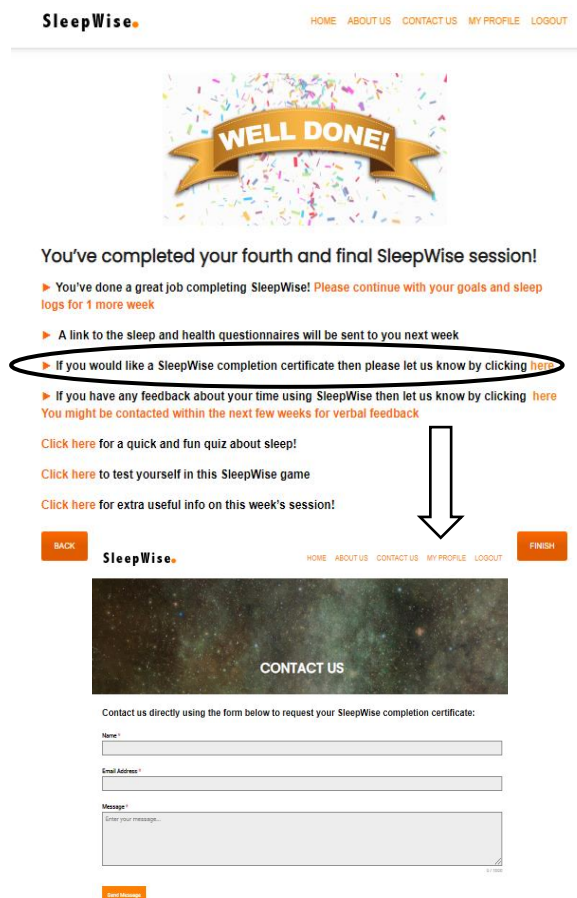 SleepWise.
HOME ABOUT US CONTACT US MY PROFILE LOGOUT
WELL DONE!
You've completed your fourth and final SleepWise session!
► You've done a great job completing SleepWise! Please continue with your goals and sleep
logs for 1 more week
► A link to the sleep and health questionnaires will be sent to you next week
► If you would like a SleepWise completion certificate then please let us know by clicking here
► If you have any feedback about your time using SleepWise then let us know by clicking here
You might be contacted within the next few weeks for verbal feedback
Click here for a quick and fun quiz about sleep!
Click here to test yourself in this SleepWise game
Click here for extra useful info on this week's session!
BACK
FINISH
SleepWise.
HOME ABOUT US CONTACT US MY PROFILE LOGOUT
CONTACT US
Contact us directly using the form below to request your SleepWise completion certificate:
Name *
Email Address *
Message *
Enter your message...
Send Message